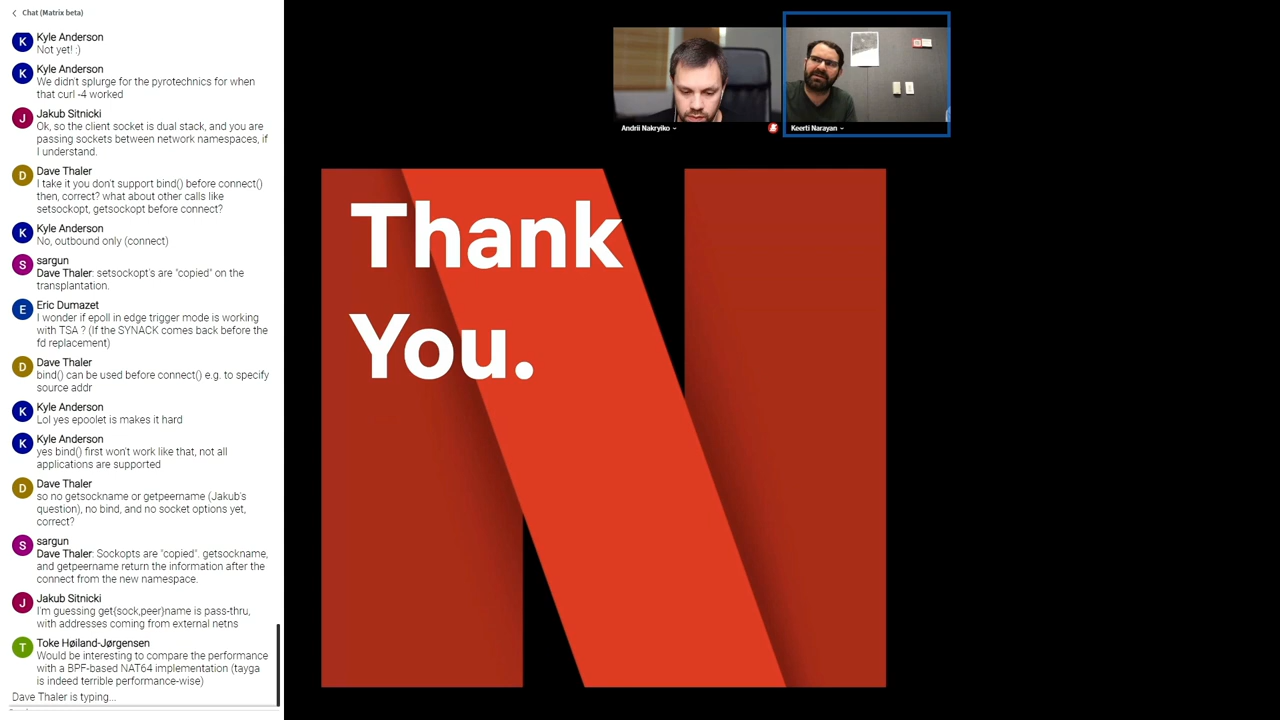 Chat (Matrix beta)
Kyle Anderson
Not yet! :)
Kyle Anderson
We didn't splurge for the pyrotechnics for when
that curl -4 worked
Jakub Sitnicki
Ok, so the client socket is dual stack, and you are
passing sockets between network namespaces, if
I understand.
Dave Thaler
I take it you don't support bind() before connect()
then, correct? what about other calls like
setsockopt, getsockopt before connect?
Kyle Anderson
No, outbound only (connect)
sargun
Dave Thaler: setsockopt's are "copied" on the
transplantation.
Eric Dumazet
I wonder if epoll in edge trigger mode is working
with TSA ? (If the SYNACK comes back before the
fd replacement)
Dave Thaler
bind() can be used before connect() e.g. to specify
source addr
Kyle Anderson
Lol yes epoolet is makes it hard
Kyle Anderson
yes bind() first won't work like that, not all
applications are supported
Dave Thaler
so no getsockname or getpeername (Jakub's
question), no bind, and no socket options yet,
correct?
sargun
Dave Thaler: Sockopts are "copied". getsockname,
and getpeername return the information after the
connect from the new namespace.
Jakub Sitnicki
I'm guessing get{sock,peer}name is pass-thru,
with addresses coming from external netns
Toke Høiland-Jørgensen
Would be interesting to compare the performance
with a BPF-based NAT64 implementation (tayga
is indeed terrible performance-wise)
Dave Thaler is typing...
K
K
J
D
K
S
E
D
K
K
D
S
J
T
Andrii Nakryiko
Keerti Narayan
Thank
You.